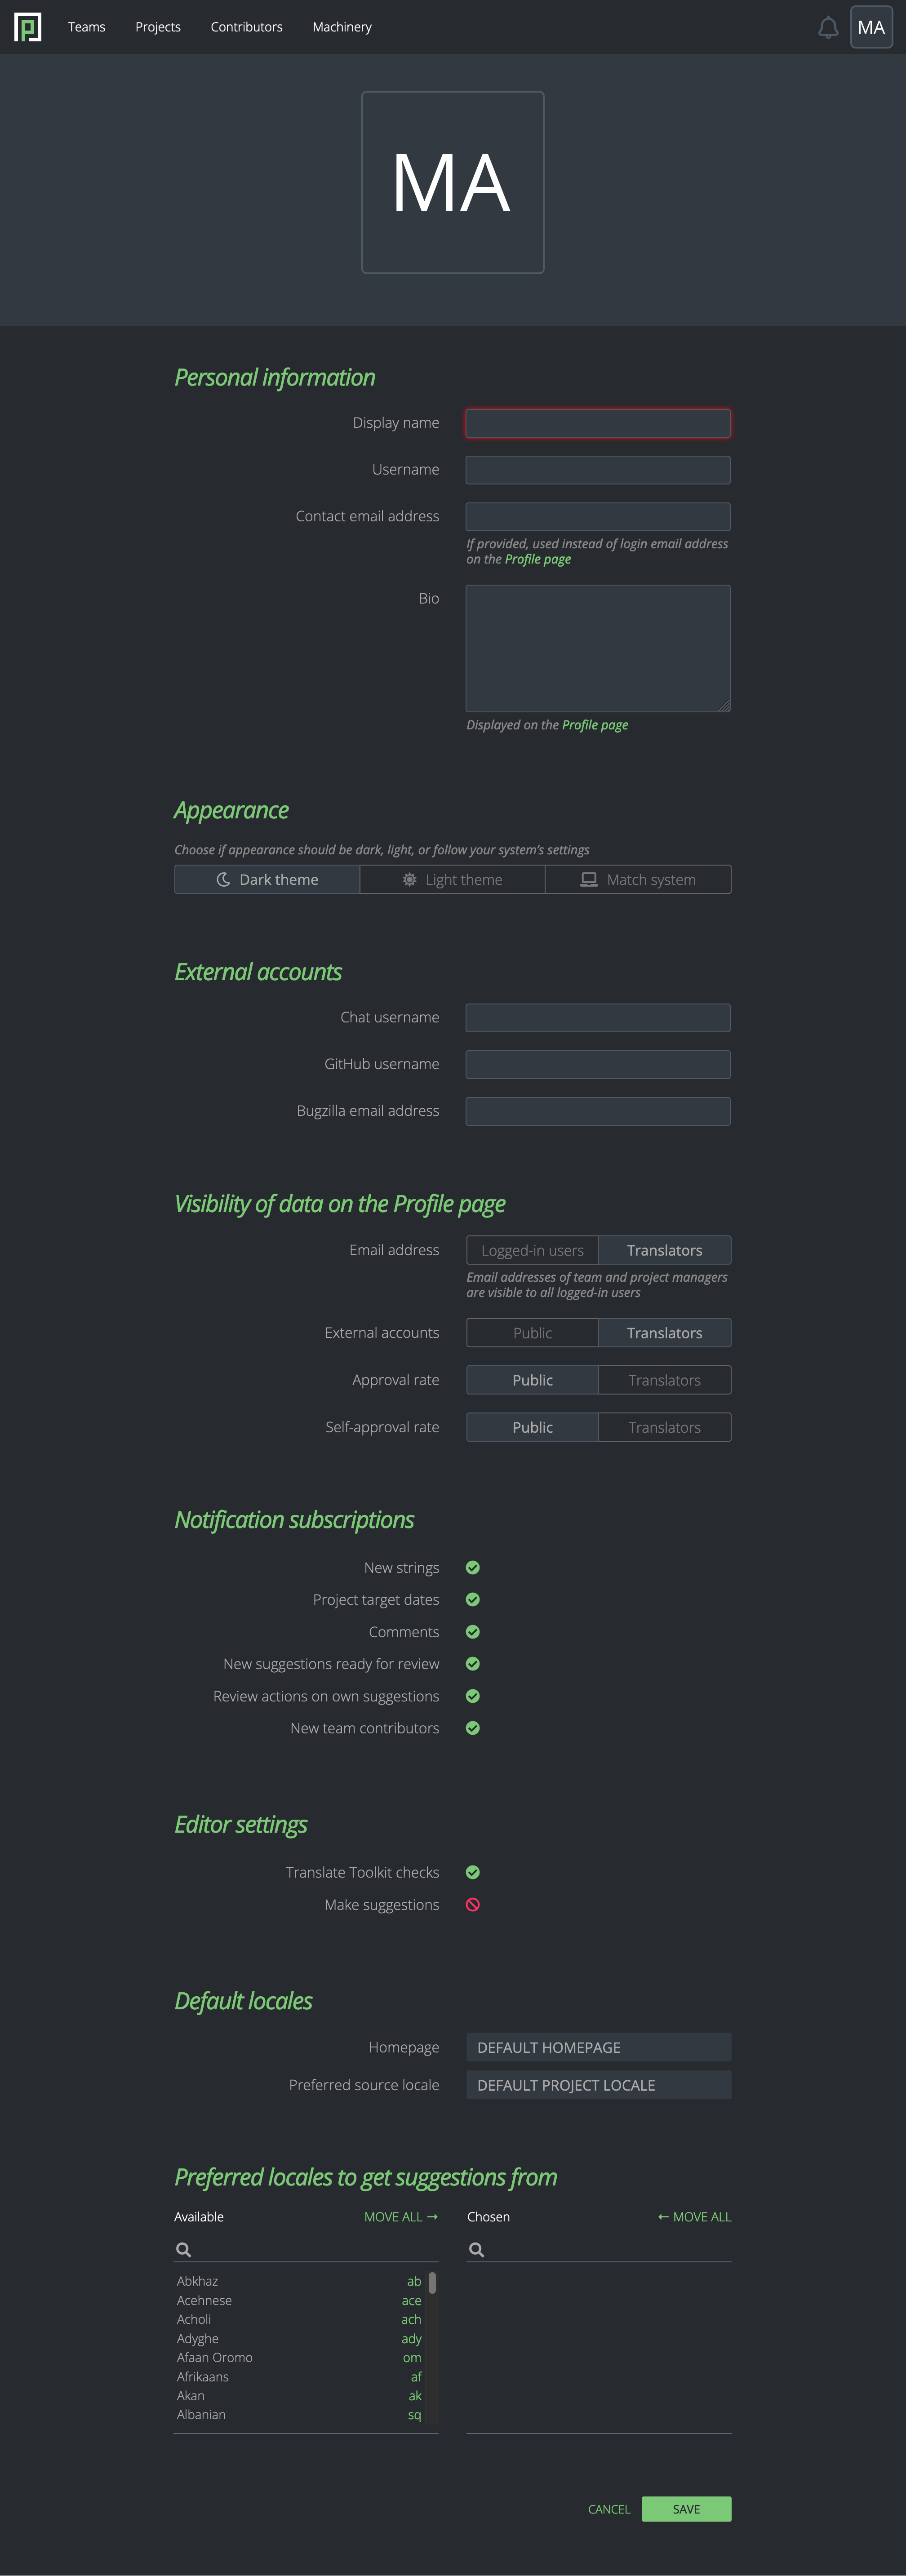 Teams Projects Contributors Machinery MA
MA
Personal information
Display name
Username
Contact email address
If provided, used instead of login email address
on the Profile page
Bio
Displayed on the Profile page
Appearance
Choose if appearance should be dark, light, or follow your system's settings
Dark theme Light theme Match system
External accounts
Chat username
GitHub username
Bugzilla email address
Visibility of data on the Profile page
Email address Logged-in users Translators
Email addresses of team and project managers
are visible to all logged-in users
External accounts Public Translators
Approval rate Public Translators
Self-approval rate Public Translators
Notification subscriptions
New strings
Project target dates
Comments
New suggestions ready for review
Review actions on own suggestions
New team contributors
Editor settings
Translate Toolkit checks
Make suggestions
Default locales
Homepage DEFAULT HOMEPAGE
Preferred source locale DEFAULT PROJECT LOCALE
Preferred locales to get suggestions from
Available MOVE ALL → Chosen ← MOVE ALL
Abkhaz ab
Acehnese ace
Acholi ach
Adyghe ady
Afaan Oromo om
Afrikaans af
Akan ak
Albanian sq
CANCEL SAVE